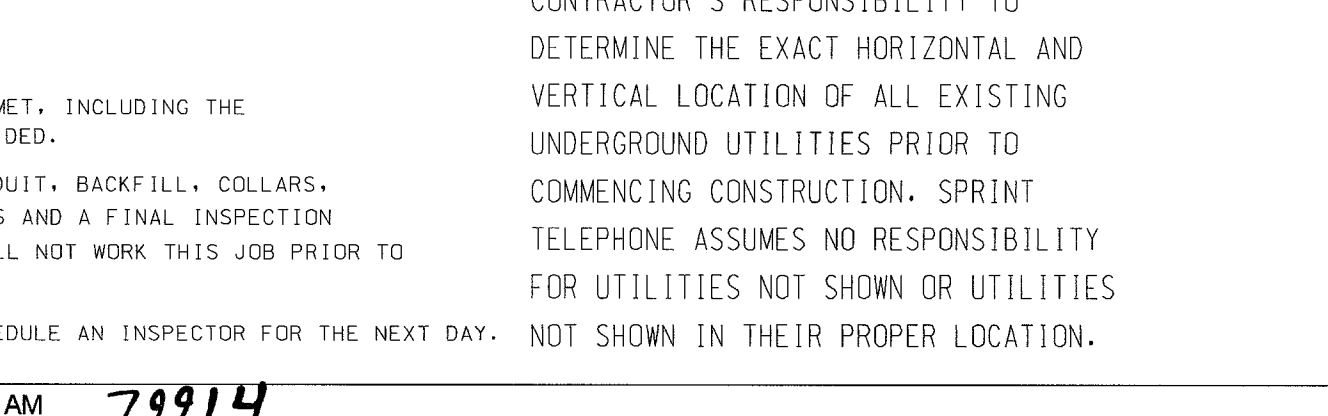 MET, INCLUDING THE
DED.
DUIT, BACKFILL, COLLARS,
S AND A FINAL INSPECTION
LL NOT WORK THIS JOB PRIOR TO
EDULE AN INSPECTOR FOR THE NEXT DAY.
CONTRACTOR'S RESPONSIBILITY TO
DETERMINE THE EXACT HORIZONTAL AND
VERTICAL LOCATION OF ALL EXISTING
UNDERGROUND UTILITIES PRIOR TO
COMMENCING CONSTRUCTION. SPRINT
TELEPHONE ASSUMES NO RESPONSIBILITY
FOR UTILITIES NOT SHOWN OR UTILITIES
NOT SHOWN IN THEIR PROPER LOCATION.
AM 79914